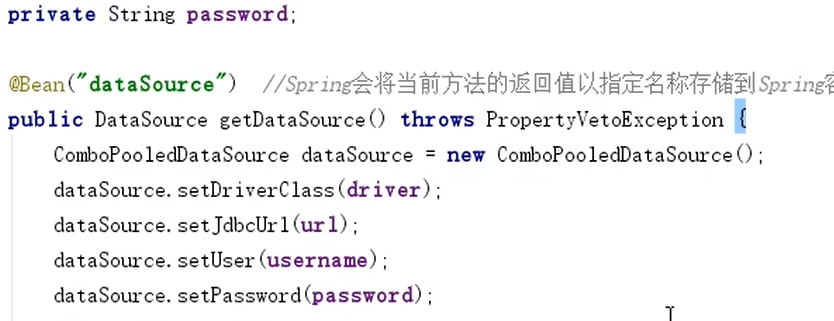 private String password;
@Bean("dataSource") //Spring会将当前方法的返回值以指定名称存储到Spring
public DataSource getDataSource() throws PropertyVetoException {
ComboPooledDataSource dataSource = new ComboPooledDataSource();
dataSource.setDriverClass(driver);
dataSource.setJdbcUrl(url);
dataSource.setUser(username);
dataSource.setPassword(password);